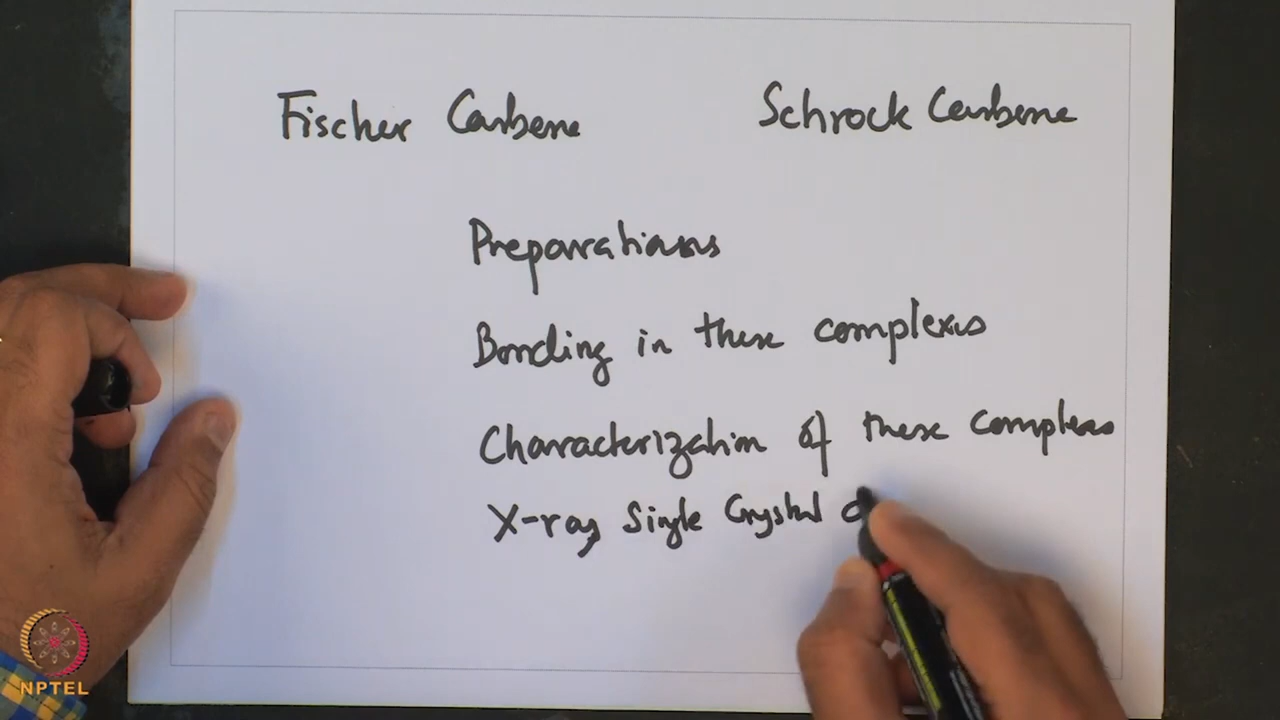 Fischer Carbene Schrock Carbene
Preparations
Bonding in these complexes
Characterization of these complexes
X-ray Single Crystal
NPTEL